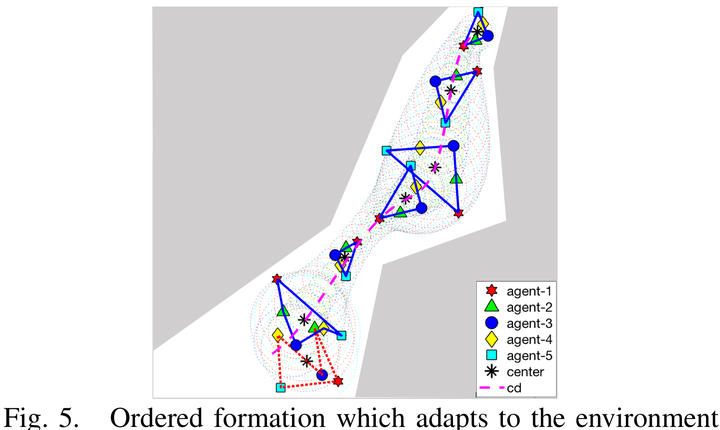 agent-1
agent-2
agent-3
agent-4
agent-5
center
cd
Fig. 5. Ordered formation which adapts to the environment